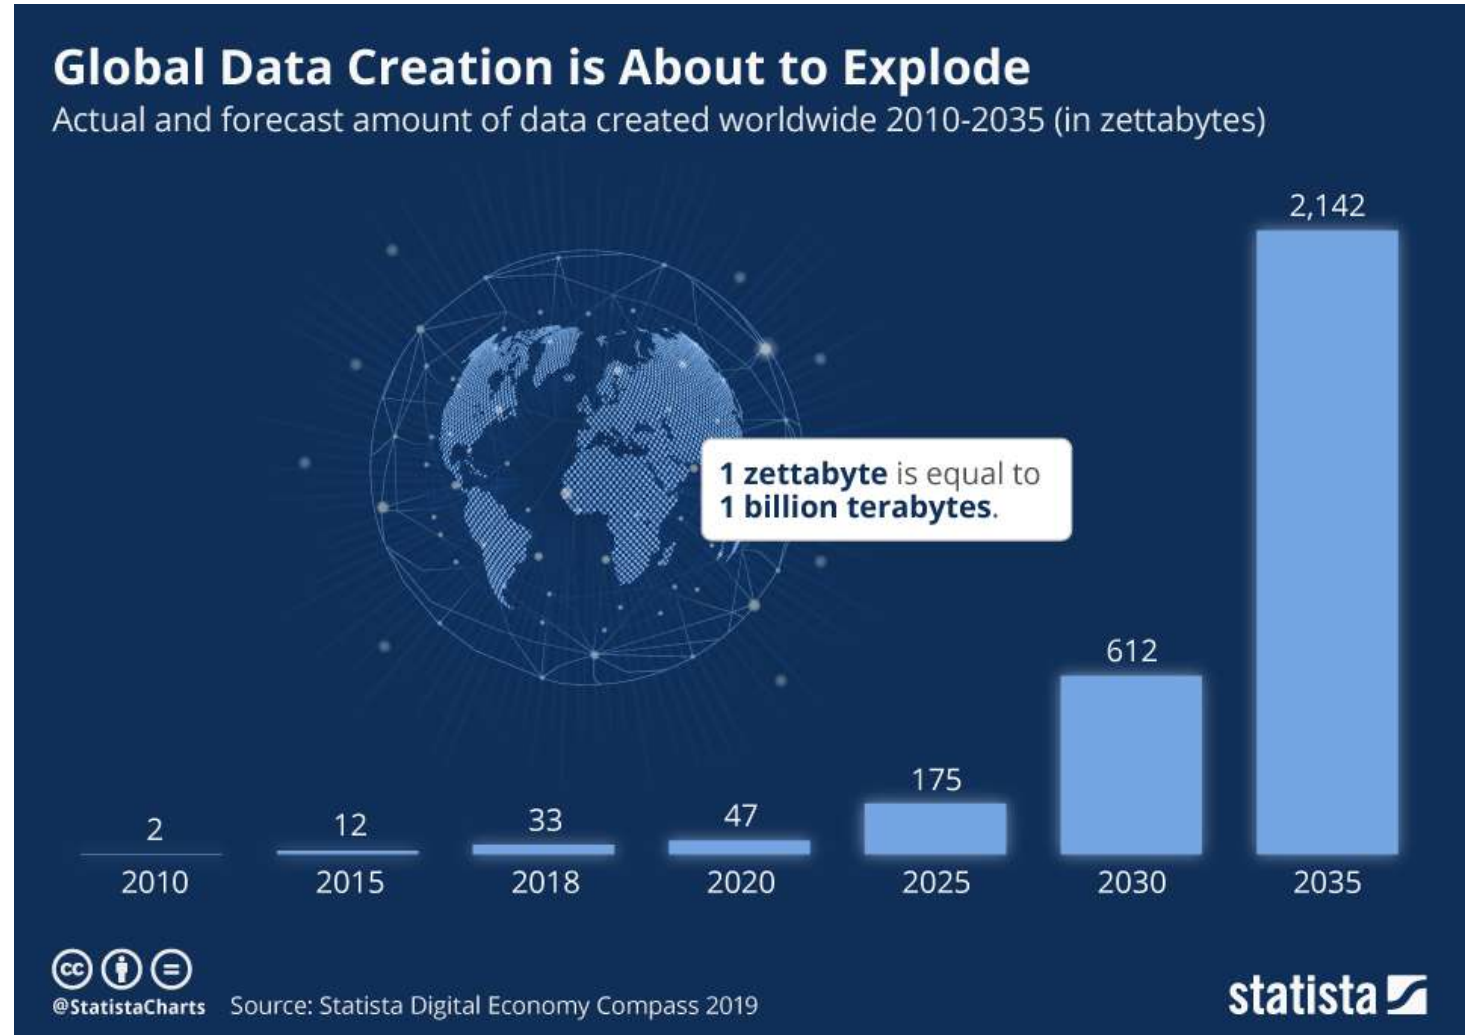 Global Data Creation is About to Explode
Actual and forecast amount of data created worldwide 2010-2035 (in zettabytes)
2,142
1 zettabyte is equal to
1 billion terabytes.
612
175
47
33
12
2
2010 2015 2018 2020 2025 2030 2035
cc
@StatistaCharts Source: Statista Digital Economy Compass 2019
statista